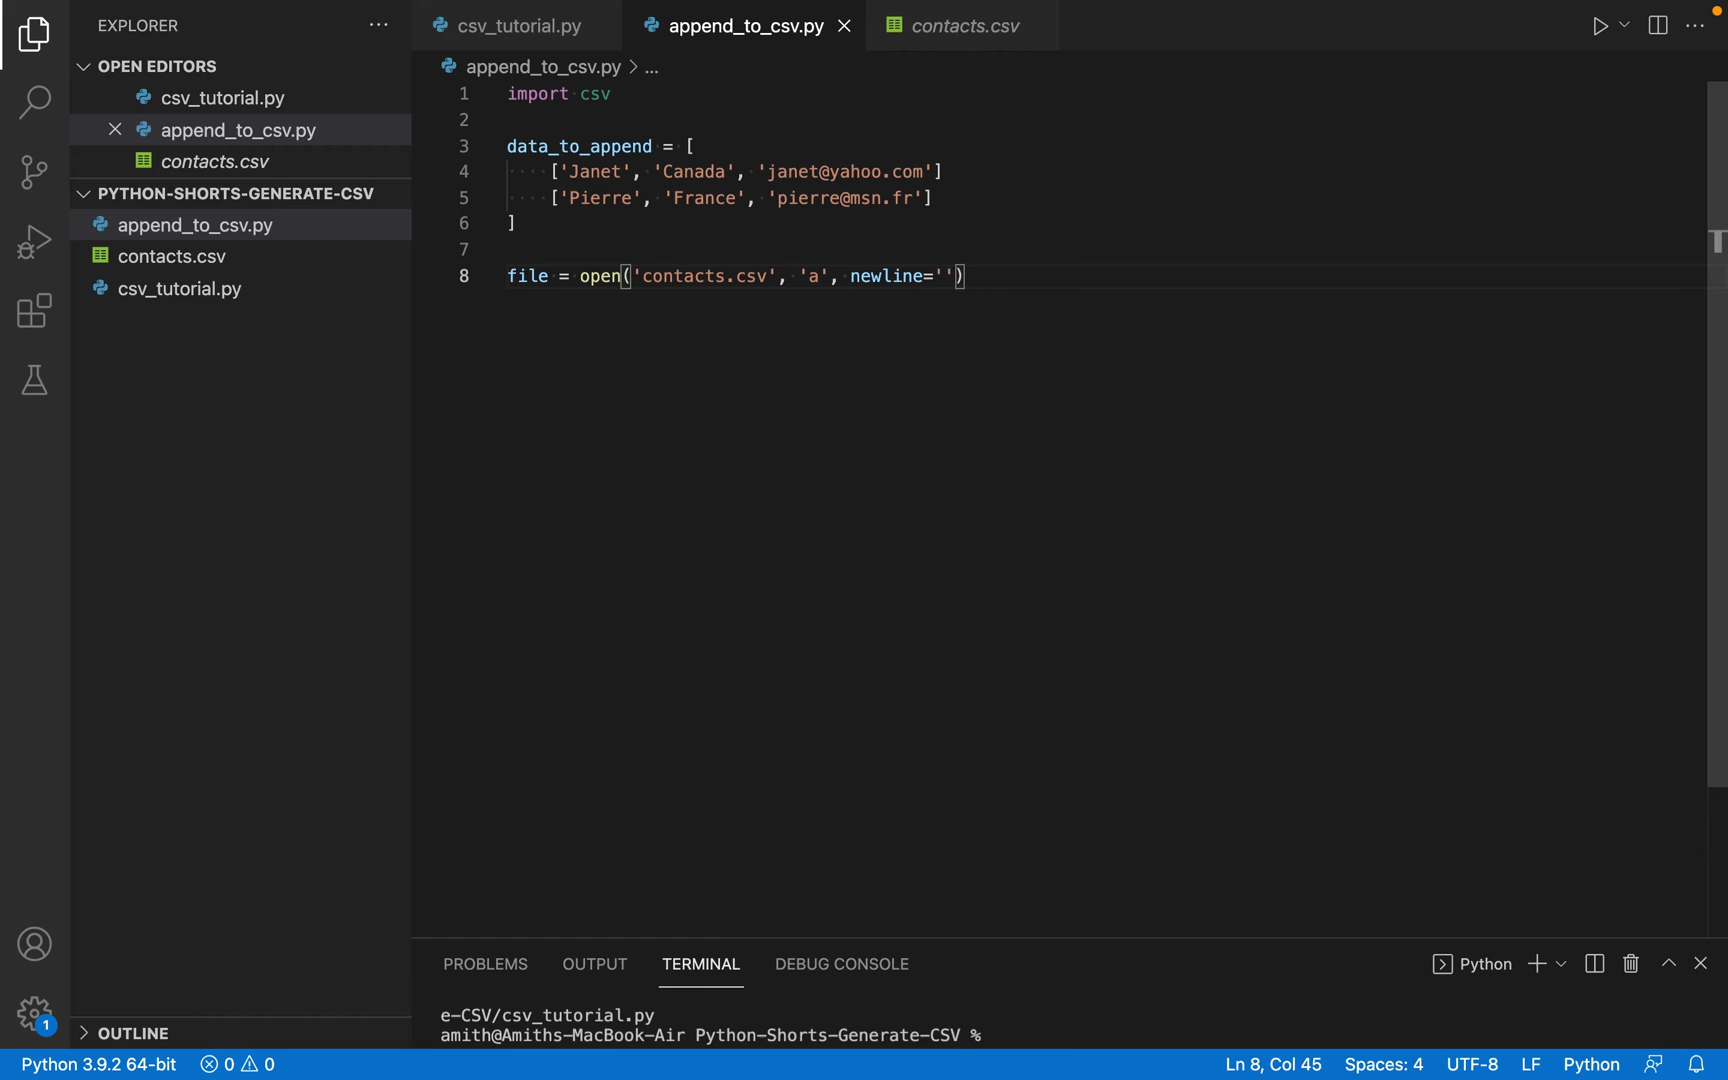 EXPLORER
OPEN EDITORS
csv_tutorial.py
append_to_csv.py
contacts.csv
PYTHON-SHORTS-GENERATE-CSV
append_to_csv.py
contacts.csv
csv_tutorial.py
OUTLINE
1
csv_tutorial.py
append_to_csv.py
contacts.csv
append_to_csv.py > ...
1 import csv
2
3 data_to_append = [
4     ['Janet', 'Canada', 'janet@yahoo.com']
5     ['Pierre', 'France', 'pierre@msn.fr']
6 ]
7
8 file = open('contacts.csv', 'a', newline='')
PROBLEMS OUTPUT TERMINAL DEBUG CONSOLE
Python
e-CSV/csv_tutorial.py
amith@Amiths-MacBook-Air Python-Shorts-Generate-CSV %
Python 3.9.2 64-bit 0 0 Ln 8, Col 45 Spaces: 4 UTF-8 LF Python